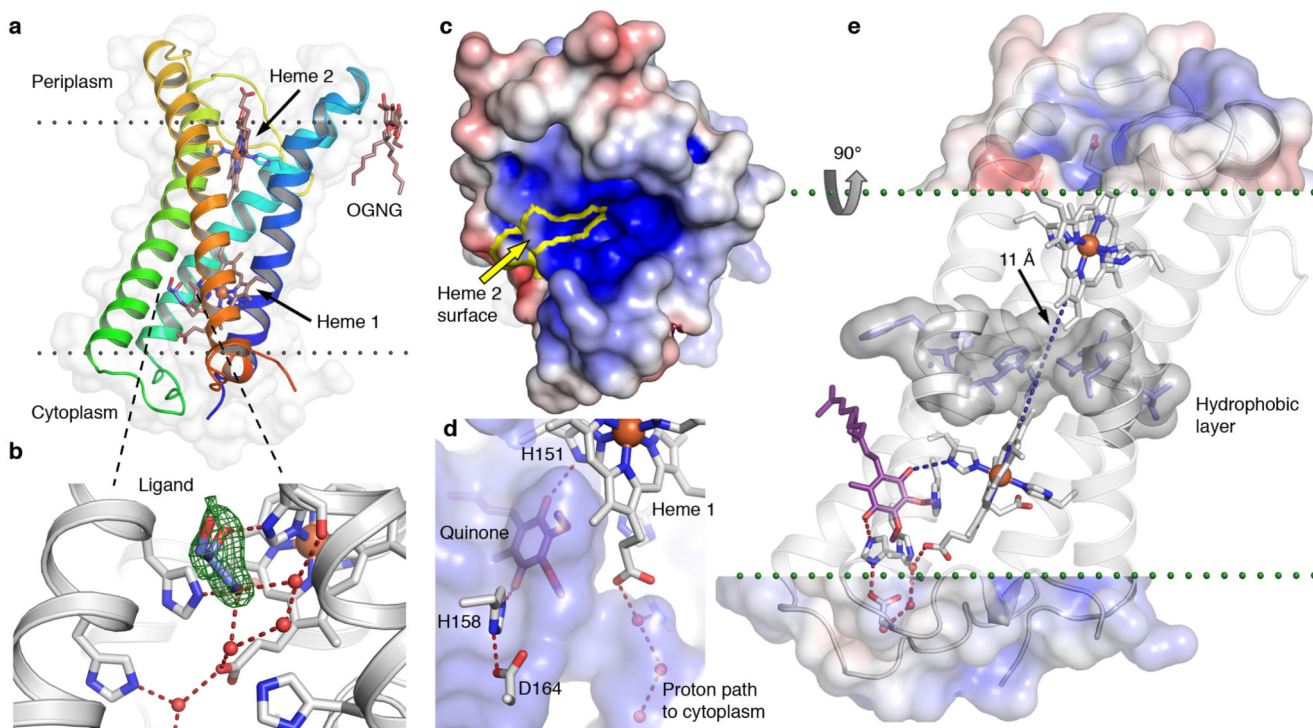 a
Periplasm
Heme 2
OGNG
Heme 1
Cytoplasm
b
Ligand
c
Heme 2
surface
d
H151
Heme 1
Quinone
H158
D164
Proton path
to cytoplasm
e
90°
11 Å
Hydrophobic
layer